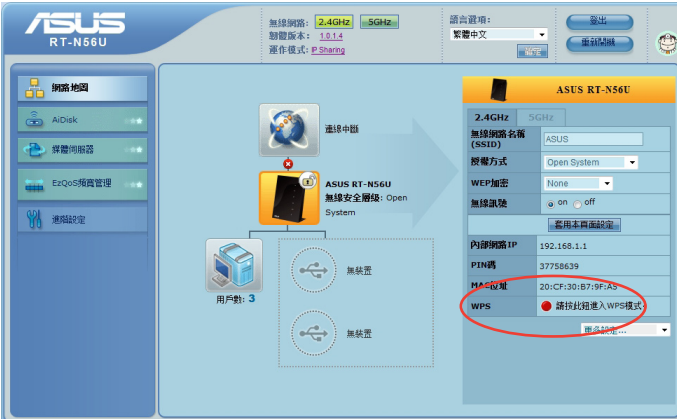 ASUS
RT-N56U
無線網路: 2.4GHz 5GHz
韌體版本: 1.0.1.4
運作模式: IP Sharing
語言選項:
繁體中文
確定
登出
重新開機
網路地圖
AiDisk
媒體伺服器
EzQoS頻寬管理
進階設定
連線中斷
ASUS RT-N56U
無線安全層級: Open
System
用戶數: 3
無裝置
無裝置
ASUS RT-N56U
2.4GHz 5GHz
無線網路名稱
(SSID) ASUS
授權方式 Open System
WEP加密 None
無線訊號 on off
套用本頁面設定
內部網路IP 192.168.1.1
PIN碼 37758639
MAC位址 20:CF:30:B7:9F:A5
WPS 請按此鈕進入WPS模式.
更多設定...